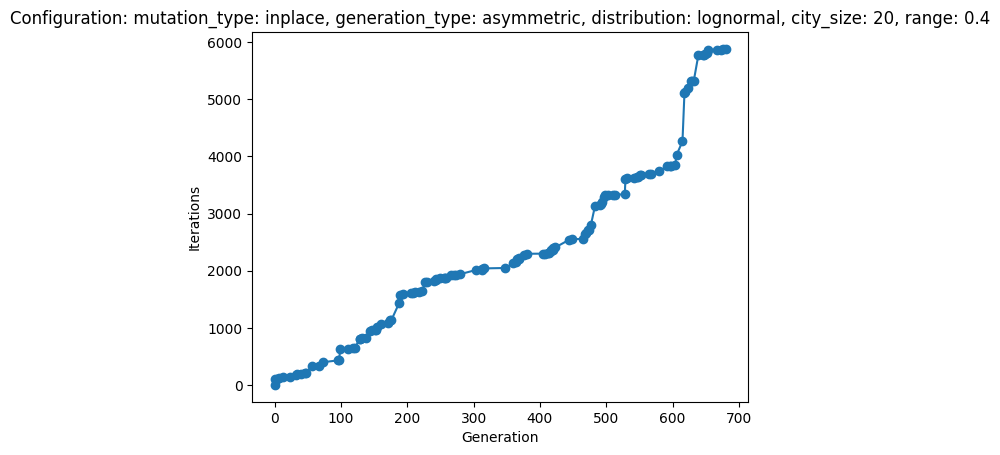 Configuration: mutation_type: inplace, generation_type: asymmetric, distribution: lognormal, city_size: 20, range: 0.4
6000
5000
4000
3000
2000
1000
0
Iterations
0 100 200 300 400 500 600 700
Generation